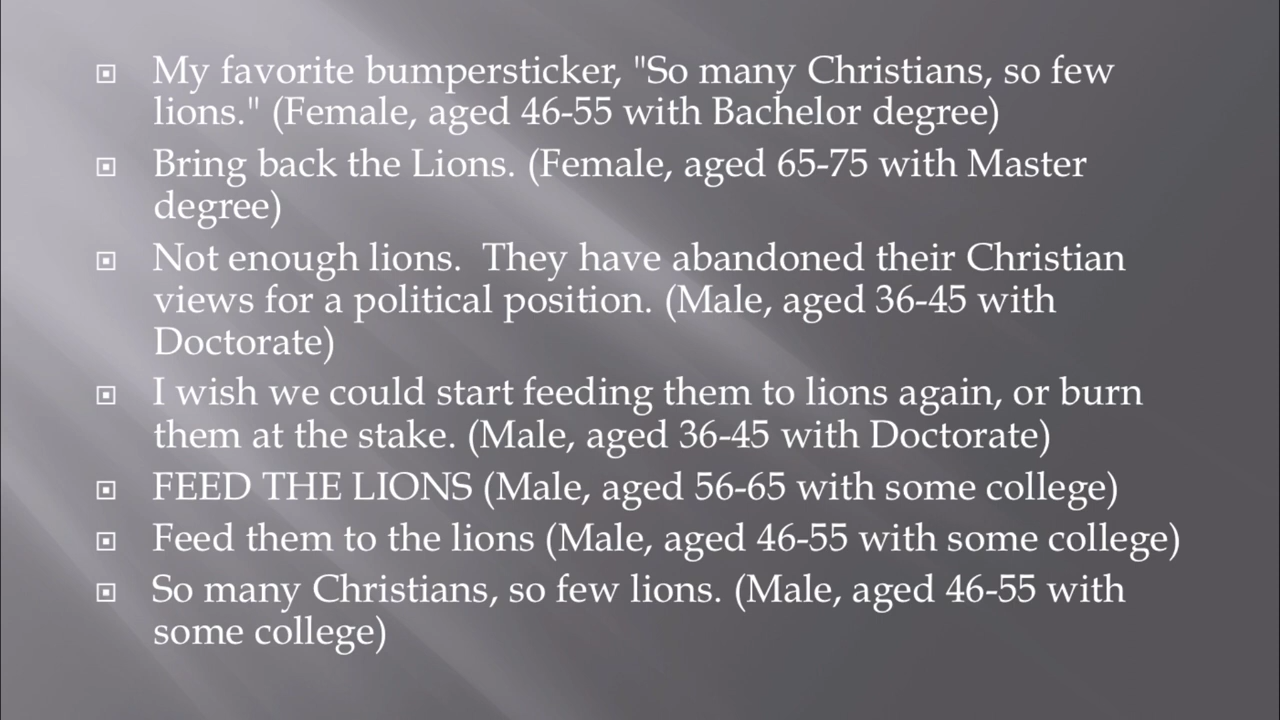 My favorite bumpersticker, "So many Christians, so few
lions." (Female, aged 46-55 with Bachelor degree)
Bring back the Lions. (Female, aged 65-75 with Master
degree)
Not enough lions.  They have abandoned their Christian
views for a political position. (Male, aged 36-45 with
Doctorate)
I wish we could start feeding them to lions again, or burn
them at the stake. (Male, aged 36-45 with Doctorate)
FEED THE LIONS (Male, aged 56-65 with some college)
Feed them to the lions (Male, aged 46-55 with some college)
So many Christians, so few lions. (Male, aged 46-55 with
some college)